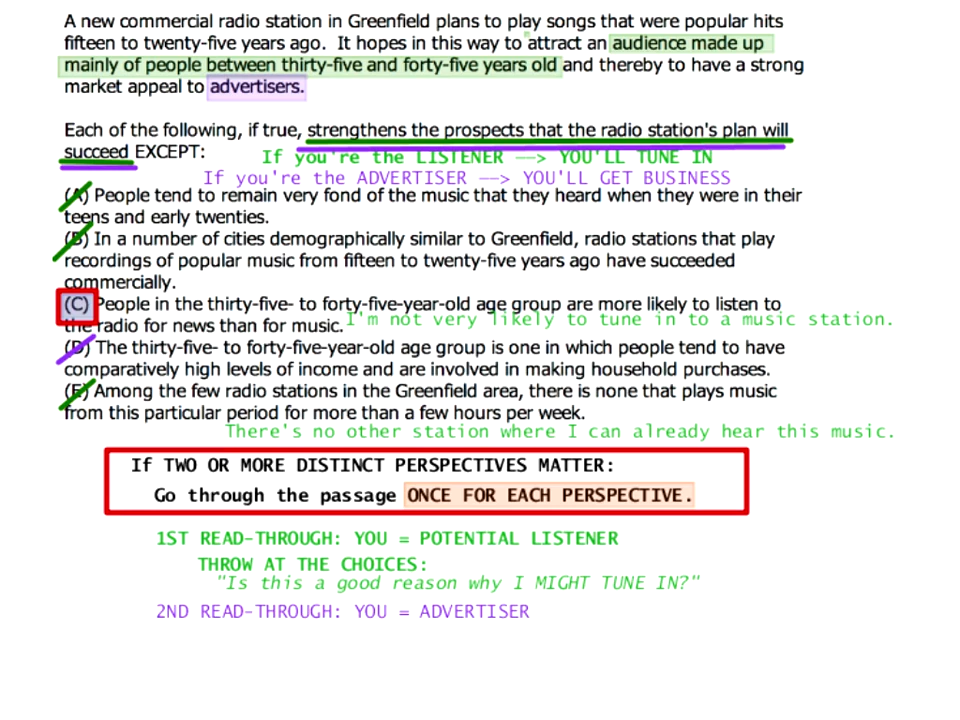 A new commercial radio station in Greenfield plans to play songs that were popular hits
fifteen to twenty-five years ago. It hopes in this way to attract an audience made up
mainly of people between thirty-five and forty-five years old and thereby to have a strong
market appeal to advertisers.
Each of the following, if true, strengthens the prospects that the radio station's plan will
succeed EXCEPT:
If you're the LISTENER ––> YOU'LL TUNE IN
If you're the ADVERTISER ––> YOU'LL GET BUSINESS
(A) People tend to remain very fond of the music that they heard when they were in their
teens and early twenties.
(B) In a number of cities demographically similar to Greenfield, radio stations that play
recordings of popular music from fifteen to twenty-five years ago have succeeded
commercially.
(C) People in the thirty-five- to forty-five-year-old age group are more likely to listen to
the radio for news than for music.
I'm not very likely to tune in to a music station.
(D) The thirty-five- to forty-five-year-old age group is one in which people tend to have
comparatively high levels of income and are involved in making household purchases.
(E) Among the few radio stations in the Greenfield area, there is none that plays music
from this particular period for more than a few hours per week.
There's no other station where I can already hear this music.
If TWO OR MORE DISTINCT PERSPECTIVES MATTER:
Go through the passage ONCE FOR EACH PERSPECTIVE.
1ST READ-THROUGH: YOU = POTENTIAL LISTENER
THROW AT THE CHOICES:
"Is this a good reason why I MIGHT TUNE IN?"
2ND READ-THROUGH: YOU = ADVERTISER